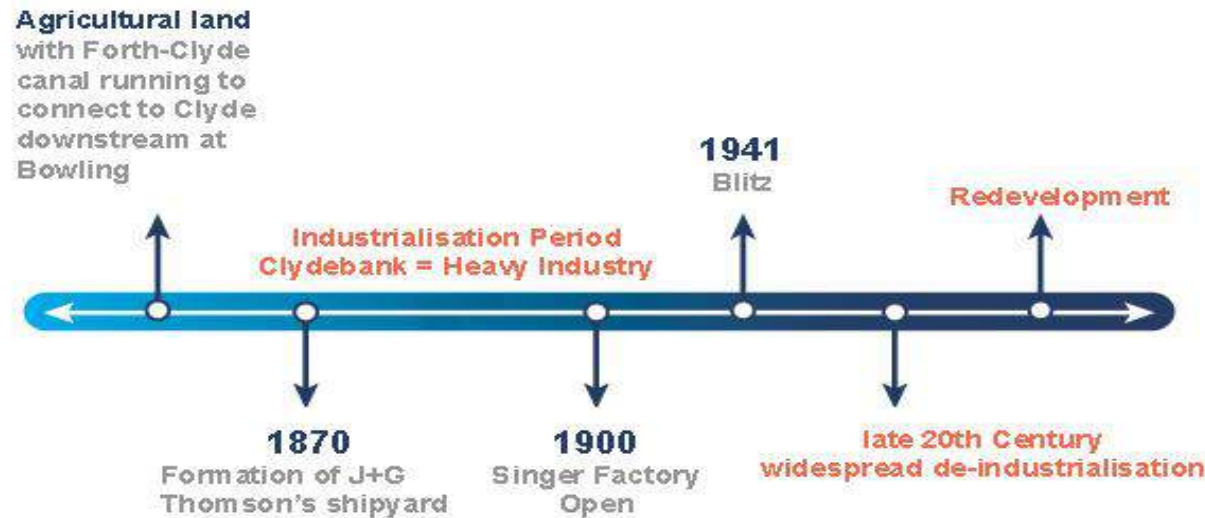 Agricultural land
with Forth-Clyde
canal running to
connect to Clyde
downstream at
Bowling
Industrialisation Period
Clydebank = Heavy Industry
1941
Blitz
Redevelopment
1870
Formation of J+G
Thomson's shipyard
1900
Singer Factory
Open
late 20th Century
widespread de-industrialisation